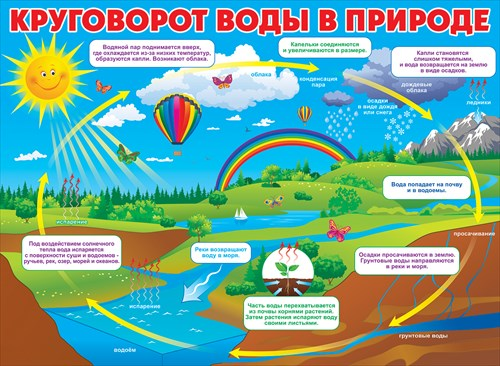 КРУГОВОРОТ ВОДЫ В ПРИРОДЕ
Водяной пар поднимается вверх,
где охлаждается из-за низких температур,
образуются капли. Возникают облака.
Капельки соединяются
и увеличиваются в размере.
Капли становятся
слишком тяжелыми,
и вода возвращается на землю
в виде осадков.
облака
конденсация
пара
дождевые
облака
ледники
осадки
в виде дождя
или снега
Вода попадает на почву
и в водоемы.
испарение
просачивание
Под воздействием солнечного
тепла вода испаряется
с поверхности суши и водоемов -
ручьев, рек, озер, морей и океанов.
Реки возвращают
воду в моря.
Осадки просачиваются в землю.
Грунтовые воды направляются
в реки и моря.
испарение
Часть воды перехватывается
из почвы корнями растений.
Затем растения испаряют воду
своими листьями.
грунтовые воды
водоём